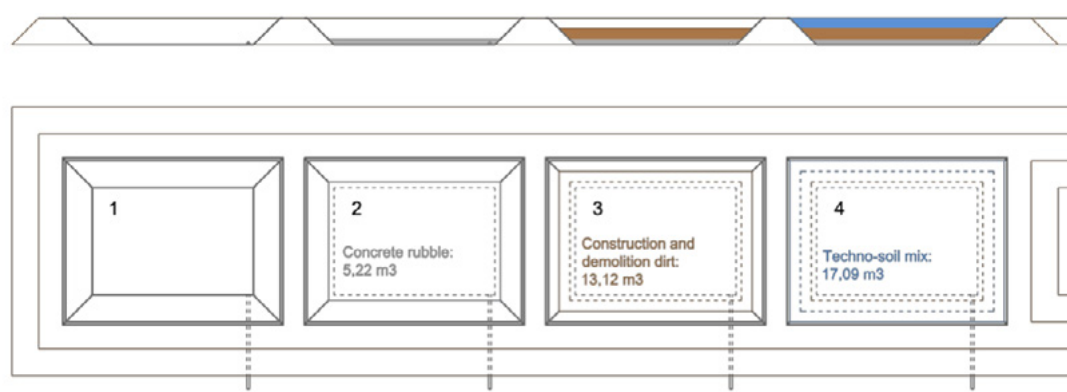 1
2
Concrete rubble:
5,22 m3
3
Construction and
demolition dirt:
13,12 m3
4
Techno-soil mix:
17,09 m3